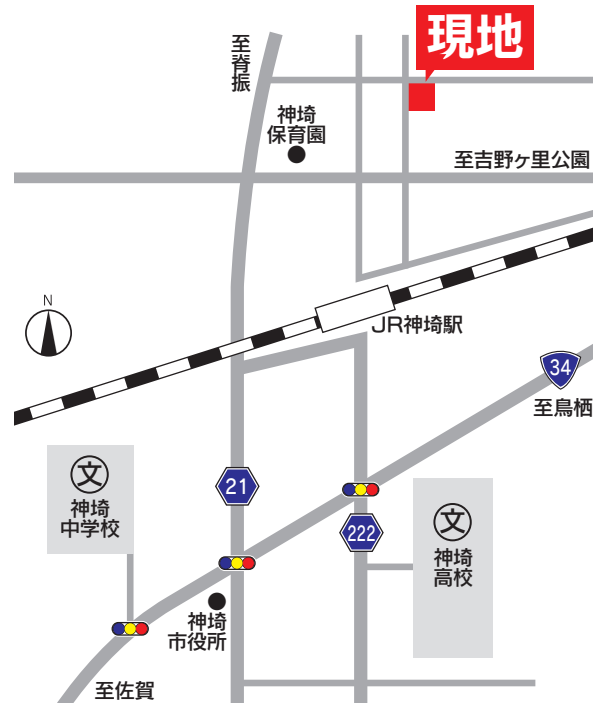 現地
至脊振
神埼
保育園
至吉野ヶ里公園
N
JR神埼駅
34
至鳥栖
文
神埼
中学校
21
文
神埼
高校
222
神埼
市役所
至佐賀